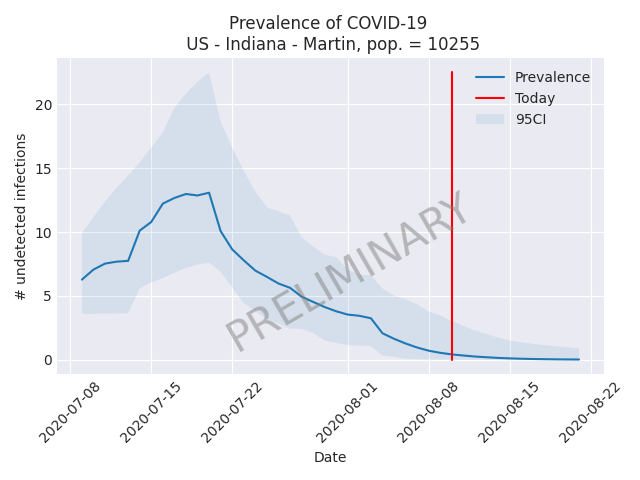 Prevalence of COVID-19
US - Indiana - Martin, pop. = 10255
# undetected infections
20
15
10
5
0
Prevalence
Today
95CI
PRELIMINARY
2020-07-08
2020-07-15
2020-07-22
2020-08-01
2020-08-08
2020-08-15
2020-08-22
Date